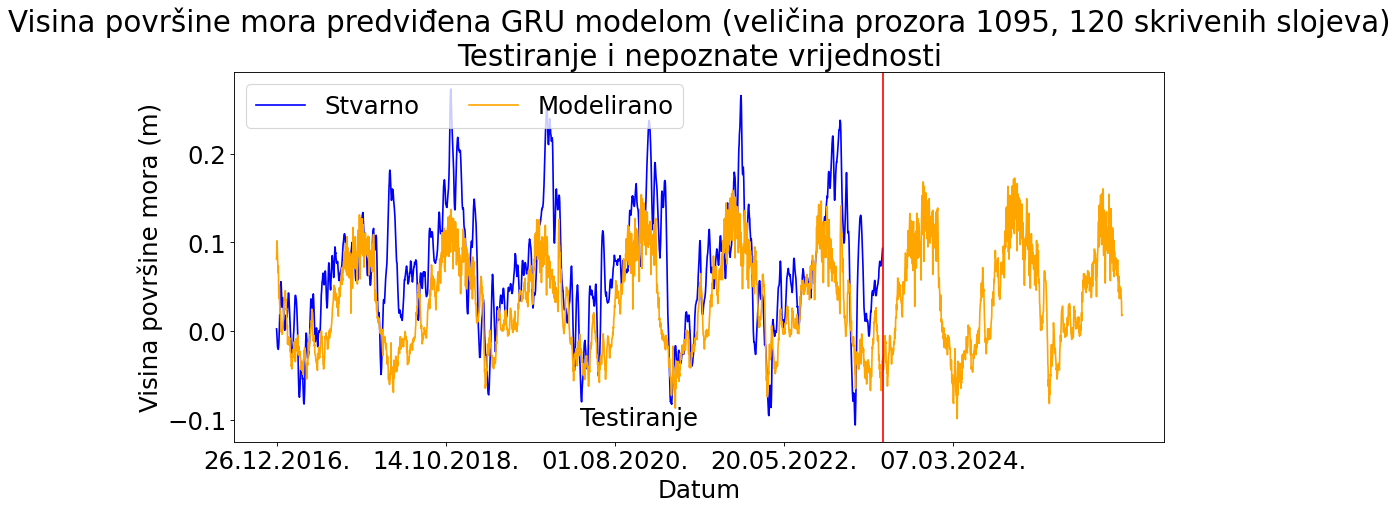 Visina površine mora predviđena GRU modelom (veličina prozora 1095, 120 skrivenih slojeva)
Testiranje i nepoznate vrijednosti
Stvarno
Modelirano
Visina površine mora (m)
0.2
0.1
0.0
−0.1
Testiranje
26.12.2016.
14.10.2018.
01.08.2020.
20.05.2022.
07.03.2024.
Datum